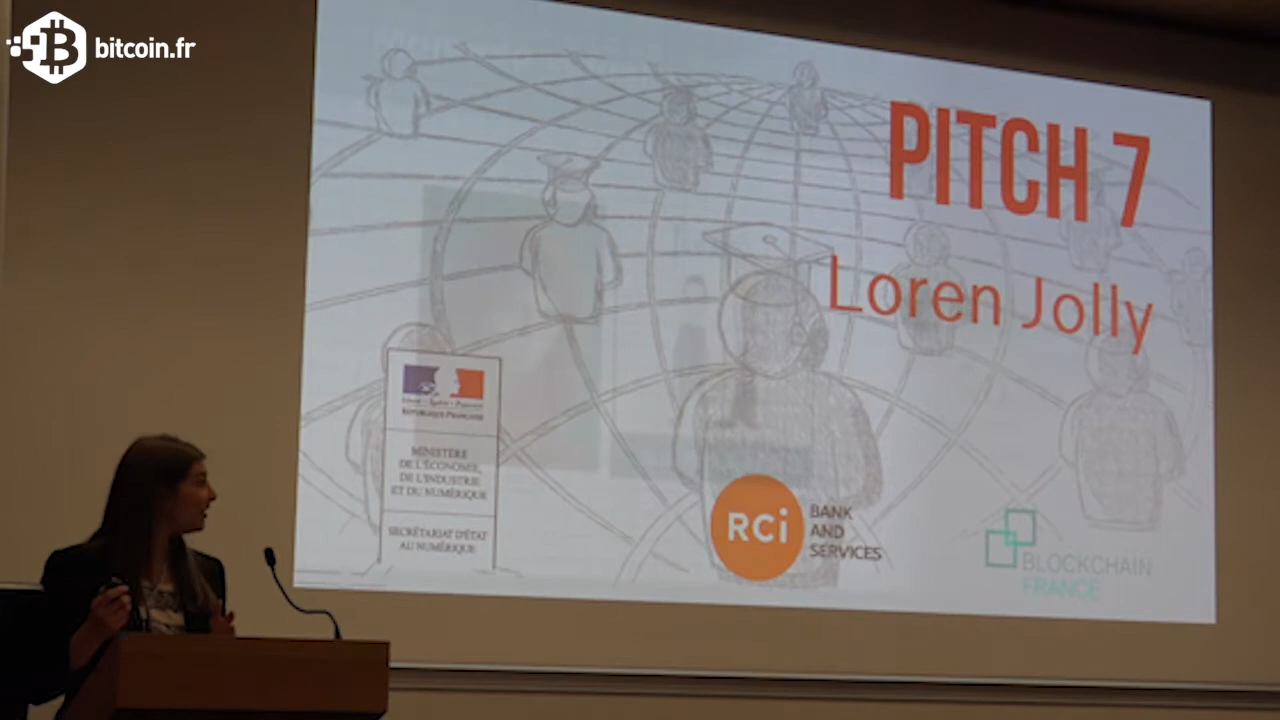 bitcoin.fr
PITCH 7
Loren Jolly
RÉPUBLIQUE FRANÇAISE
MINISTÈRE
DE L'ÉCONOMIE,
DE L'INDUSTRIE
ET DU NUMÉRIQUE
SECRÉTARIAT D'ÉTAT
AU NUMÉRIQUE
RCi
BANK
AND
SERVICES
BLOCKCHAIN
FRANCE